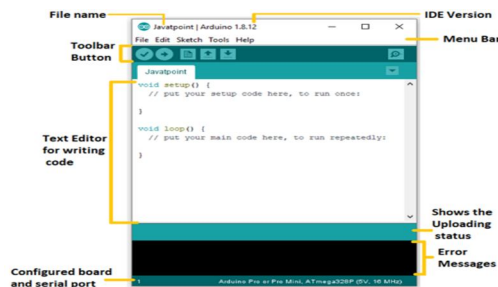 File name
IDE Version
Javatpoint | Arduino 1.8.12
File Edit Sketch Tools Help
Menu Bar
Toolbar
Button
Javatpoint
void setup() {
// put your setup code here, to run once:
}
void loop() {
// put your main code here, to run repeatedly:
}
Text Editor
for writing
code
Shows the
Uploading
status
Error
Messages
Configured board
and serial port
1
Arduino Pro or Pro Mini, ATmega328P (5V, 16 MHz)